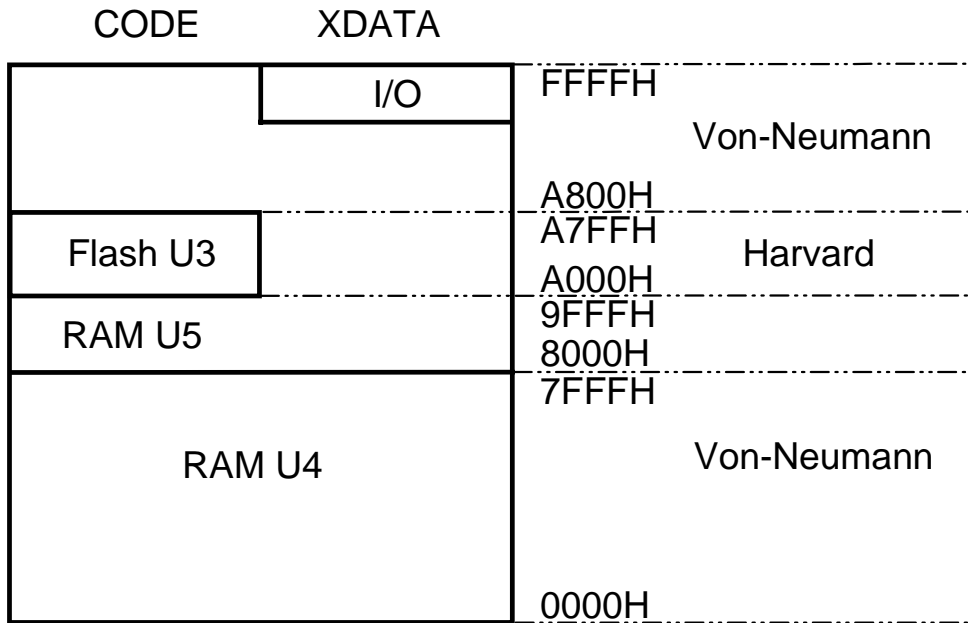 CODE XDATA
I/O
FFFFH
Von-Neumann
A800H
Flash U3
A7FFH
Harvard
A000H
RAM U5
9FFFH
8000H
7FFFH
RAM U4
Von-Neumann
0000H